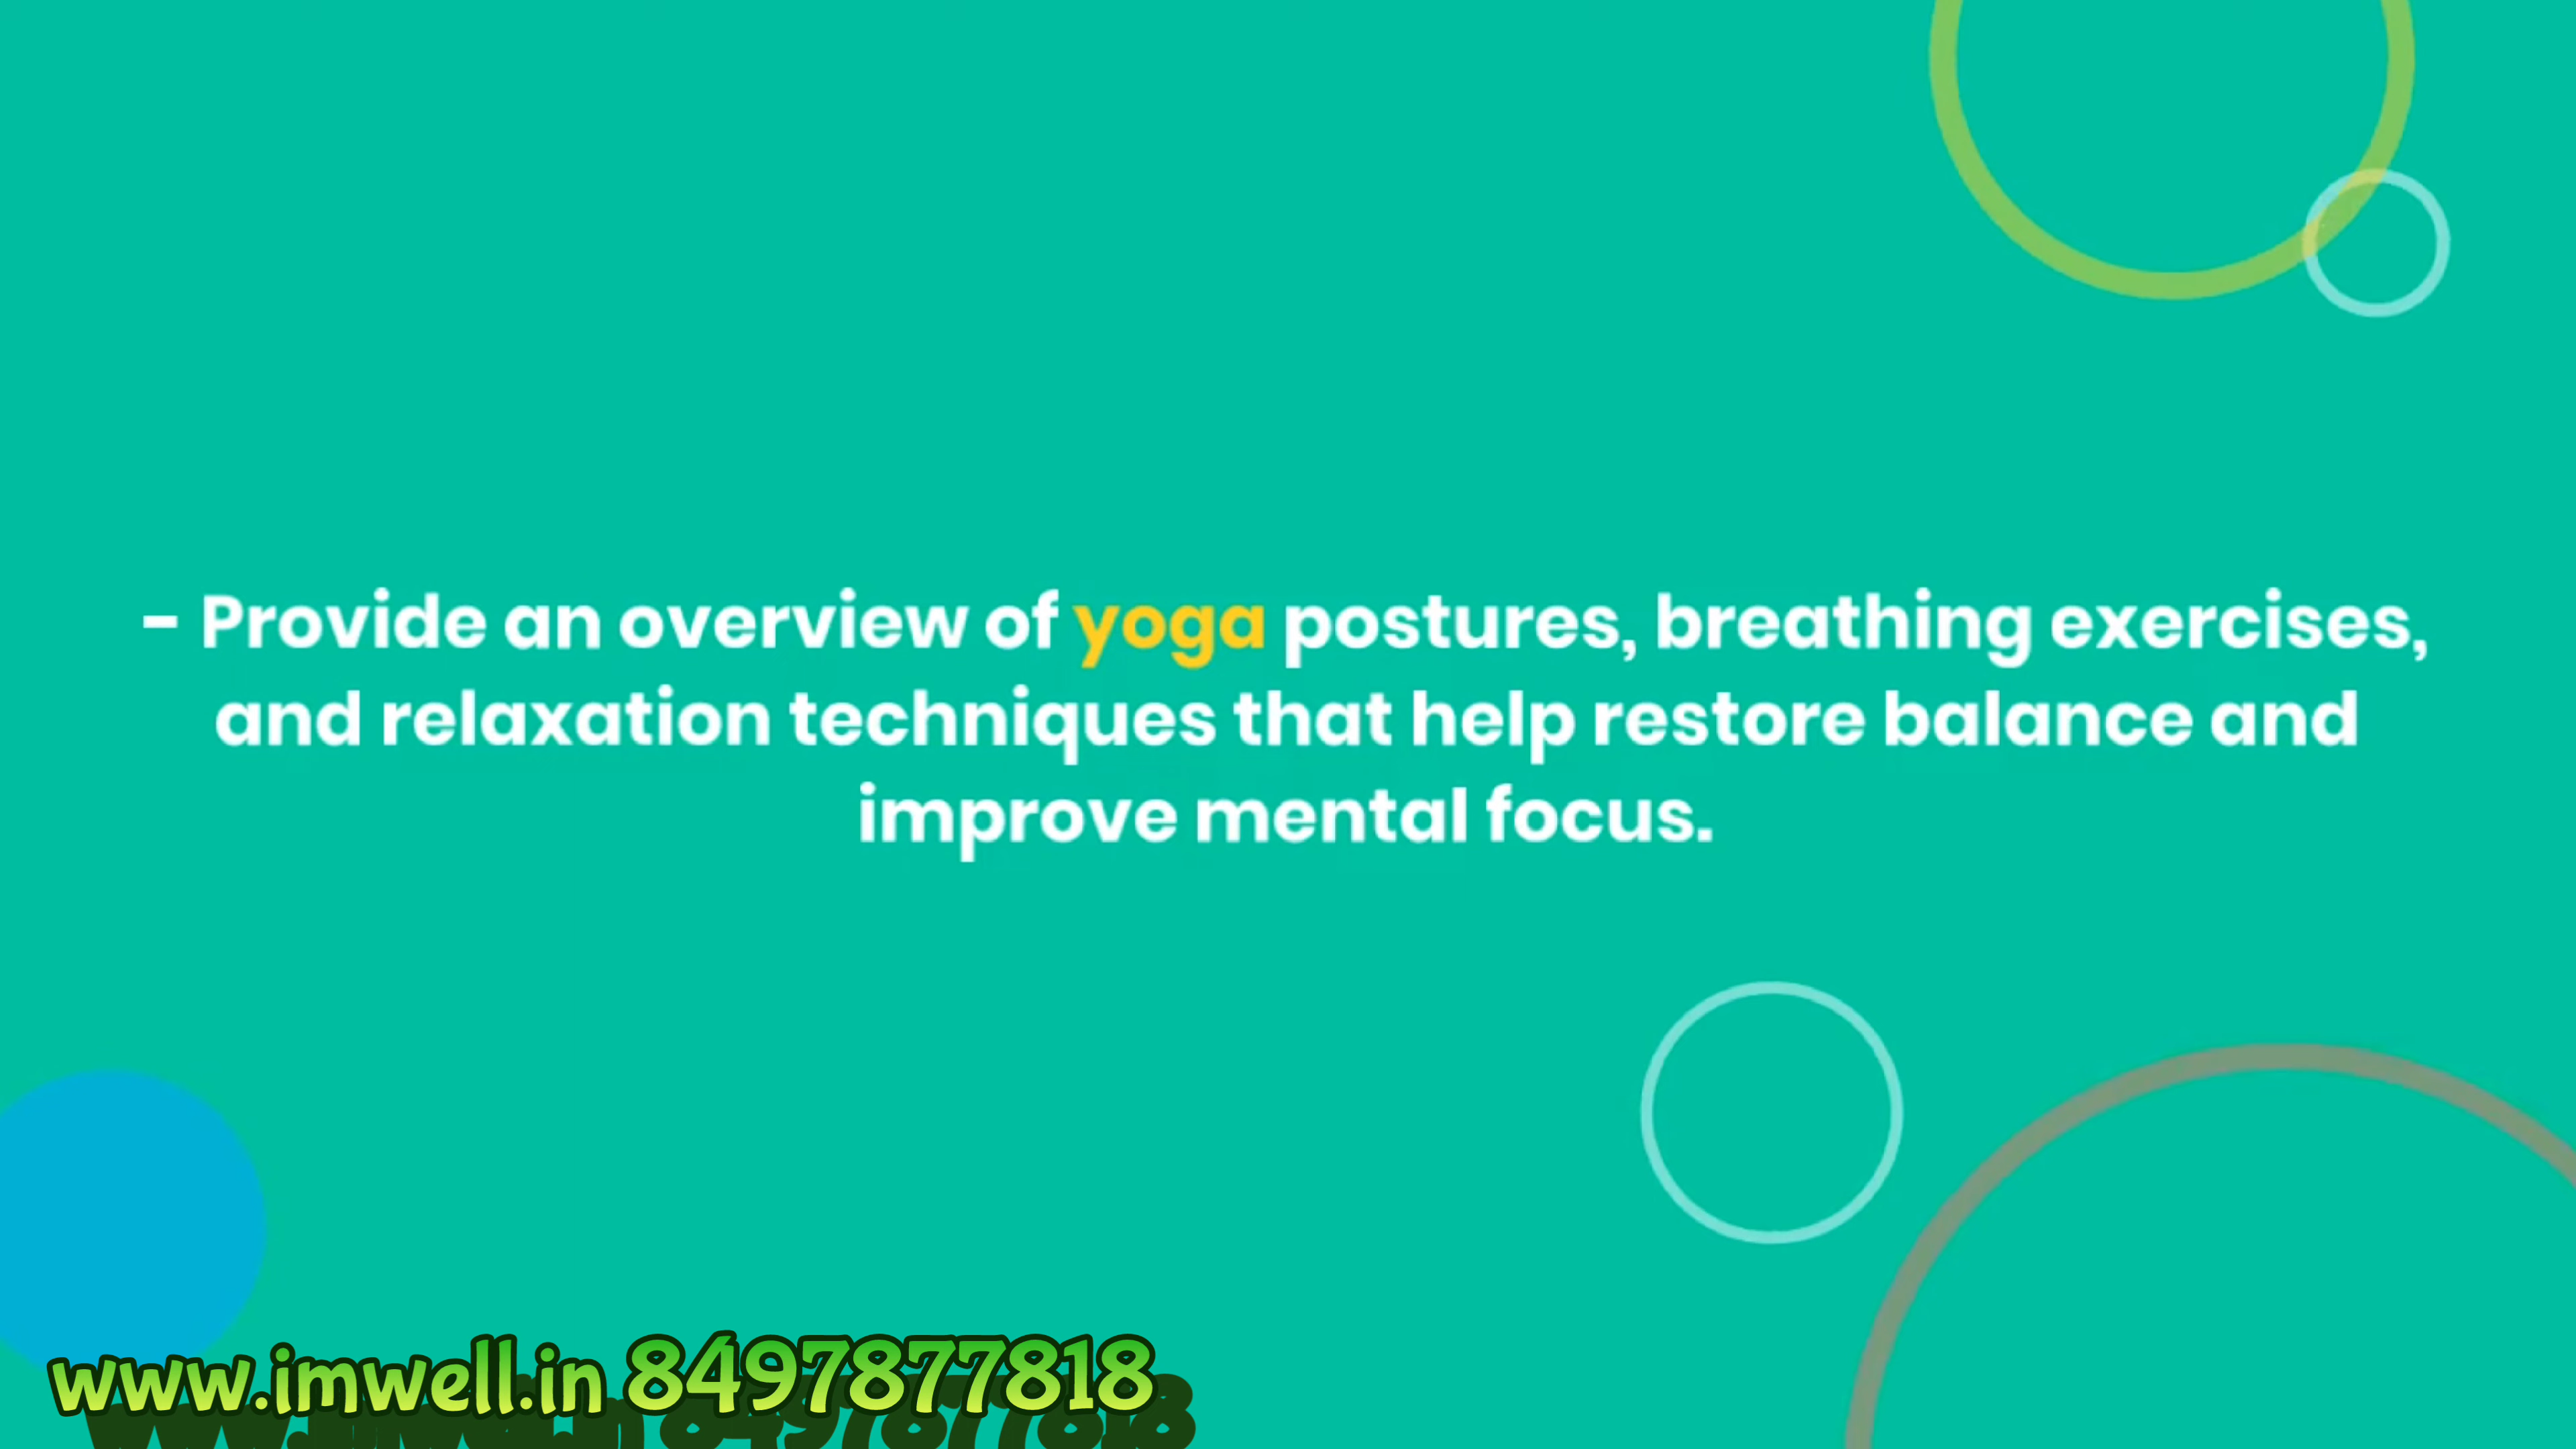 - Provide an overview of yoga postures, breathing exercises,
and relaxation techniques that help restore balance and
improve mental focus.
www.imwell.in 8497877818